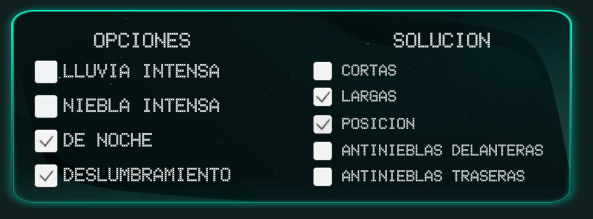 OPCIONES
LLUVIA INTENSA
NIEBLA INTENSA
DE NOCHE
DESLUMBRAMIENTO
SOLUCION
CORTAS
LARGAS
POSICION
ANTINIEBLAS DELANTERAS
ANTINIEBLAS TRASERAS